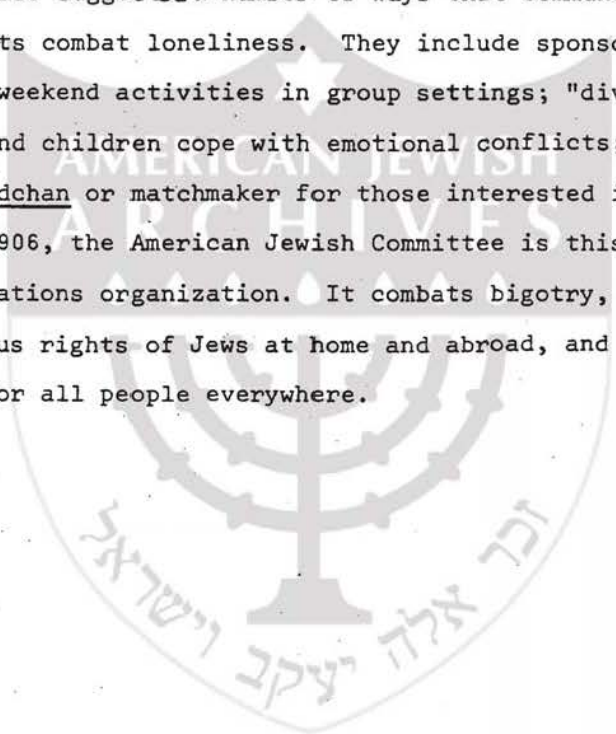 ways that
ts combat loneliness. They include sponso
weekend activities in group settings; "div
nd children cope with emotional conflicts
dchan or matchmaker for those interested i
906, the American Jewish Committee is this
ations organization. It combats bigotry,
us rights of Jews at home and abroad, and
or all people everywhere.
AMERICAN JEWISH
ARCHIVES
זכר אלה יעקב וישראל